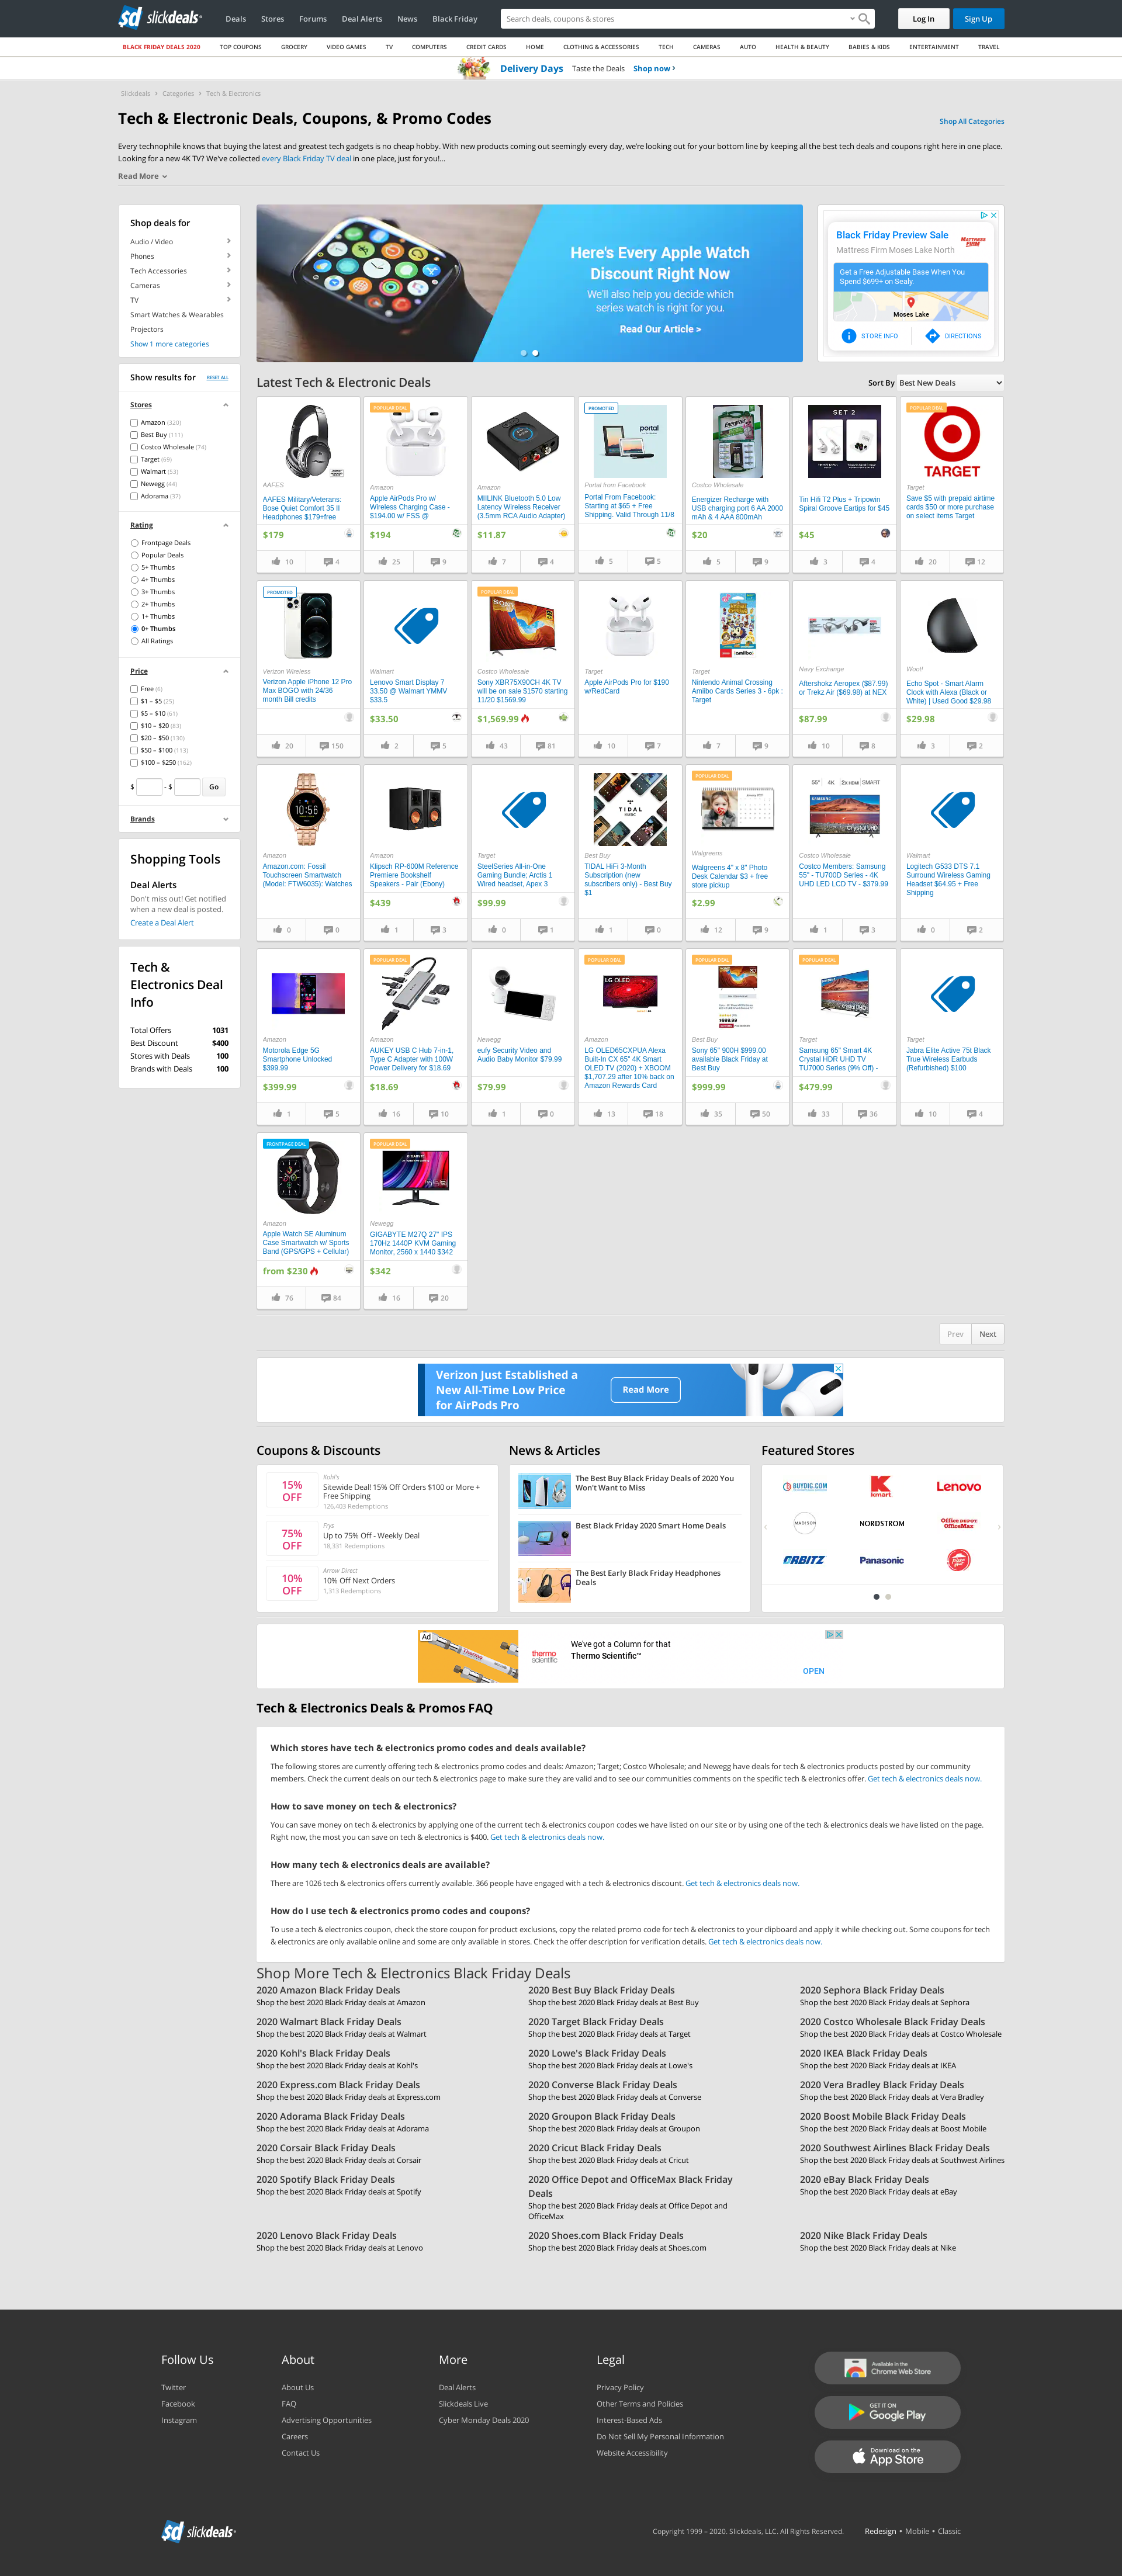 sd slickdeals
Deals Stores Forums Deal Alerts News Black Friday
Search deals, coupons & stores
Log In Sign Up
BLACK FRIDAY DEALS 2020 TOP COUPONS GROCERY VIDEO GAMES TV COMPUTERS CREDIT CARDS HOME CLOTHING & ACCESSORIES TECH CAMERAS AUTO HEALTH & BEAUTY BABIES & KIDS ENTERTAINMENT TRAVEL
Delivery Days Taste the Deals Shop now
Slickdeals > Categories > Tech & Electronics
Tech & Electronic Deals, Coupons, & Promo Codes
Shop All Categories
Every technophile knows that buying the latest and greatest tech gadgets is no cheap hobby. With new products coming out seemingly every day, we're looking out for your bottom line by keeping all the best tech deals and coupons right here in one place.
Looking for a new 4K TV? We've collected every Black Friday TV deal in one place, just for you!...
Read More
Shop deals for
Audio / Video
Phones
Tech Accessories
Cameras
TV
Smart Watches & Wearables
Projectors
Show 1 more categories
Here's Every Apple Watch
Discount Right Now
We'll also help you decide which
series watch is right for you.
Read Our Article >
Black Friday Preview Sale
Mattress Firm Moses Lake North
MATTRESS FIRM
Get a Free Adjustable Base When You
Spend $699+ on Sealy.
Moses Lake
STORE INFO DIRECTIONS
Show results for RESET ALL
Stores
Amazon (320)
Best Buy (111)
Costco Wholesale (74)
Target (69)
Walmart (53)
Newegg (44)
Adorama (37)
Rating
Frontpage Deals
Popular Deals
5+ Thumbs
4+ Thumbs
3+ Thumbs
2+ Thumbs
1+ Thumbs
0+ Thumbs
All Ratings
Price
Free (6)
$1 – $5 (25)
$5 – $10 (61)
$10 – $20 (83)
$20 – $50 (130)
$50 – $100 (113)
$100 – $250 (162)
$ - $ Go
Brands
Shopping Tools
Deal Alerts
Don't miss out! Get notified
when a new deal is posted.
Create a Deal Alert
Tech &
Electronics Deal
Info
Total Offers 1031
Best Discount $400
Stores with Deals 100
Brands with Deals 100
Latest Tech & Electronic Deals
Sort By Best New Deals
AAFES
AAFES Military/Veterans:
Bose Quiet Comfort 35 II
Headphones $179+free
$179
10 4
POPULAR DEAL
Amazon
Apple AirPods Pro w/
Wireless Charging Case -
$194.00 w/ FSS @
$194
25 9
Amazon
MIILINK Bluetooth 5.0 Low
Latency Wireless Receiver
(3.5mm RCA Audio Adapter)
$11.87
7 4
PROMOTED
portal
Portal from Facebook
Portal From Facebook:
Starting at $65 + Free
Shipping. Valid Through 11/8
5 5
Costco Wholesale
Energizer Recharge with
USB charging port 6 AA 2000
mAh & 4 AAA 800mAh
$20
5 9
SET 2
Tin Hifi T2 Plus + Tripowin
Spiral Groove Eartips for $45
$45
3 4
POPULAR DEAL
TARGET
Target
Save $5 with prepaid airtime
cards $50 or more purchase
on select items Target
20 12
PROMOTED
Verizon Wireless
Verizon Apple iPhone 12 Pro
Max BOGO with 24/36
month Bill credits
20 150
Walmart
Lenovo Smart Display 7
33.50 @ Walmart YMMV
$33.5
$33.50
2 5
POPULAR DEAL
SONY
Costco Wholesale
Sony XBR75X90CH 4K TV
will be on sale $1570 starting
11/20 $1569.99
$1,569.99
43 81
Target
Apple AirPods Pro for $190
w/RedCard
10 7
Target
Nintendo Animal Crossing
Amiibo Cards Series 3 - 6pk :
Target
7 9
Navy Exchange
Aftershokz Aeropex ($87.99)
or Trekz Air ($69.98) at NEX
$87.99
10 8
Woot!
Echo Spot - Smart Alarm
Clock with Alexa (Black or
White) | Used Good $29.98
$29.98
3 2
Amazon
Amazon.com: Fossil
Touchscreen Smartwatch
(Model: FTW6035): Watches
0 0
Amazon
Klipsch RP-600M Reference
Premiere Bookshelf
Speakers - Pair (Ebony)
$439
1 3
Target
SteelSeries All-in-One
Gaming Bundle; Arctis 1
Wired headset, Apex 3
$99.99
0 1
TIDAL
MUSIC
Best Buy
TIDAL HiFi 3-Month
Subscription (new
subscribers only) - Best Buy
$1
1 0
POPULAR DEAL
Walgreens
Walgreens 4" x 8" Photo
Desk Calendar $3 + free
store pickup
$2.99
12 9
55" 4K 2x HDMI SMART
SAMSUNG
Crystal UHD
Costco Wholesale
Costco Members: Samsung
55" - TU700D Series - 4K
UHD LED LCD TV - $379.99
1 3
Walmart
Logitech G533 DTS 7.1
Surround Wireless Gaming
Headset $64.95 + Free
Shipping
0 2
Amazon
Motorola Edge 5G
Smartphone Unlocked
$399.99
$399.99
1 5
POPULAR DEAL
Amazon
AUKEY USB C Hub 7-in-1,
Type C Adapter with 100W
Power Delivery for $18.69
$18.69
16 10
Newegg
eufy Security Video and
Audio Baby Monitor $79.99
$79.99
1 0
POPULAR DEAL
LG OLED
Amazon
LG OLED65CXPUA Alexa
Built-In CX 65" 4K Smart
OLED TV (2020) + XBOOM
$1,707.29 after 10% back on
Amazon Rewards Card
13 18
POPULAR DEAL
Best Buy
Sony 65" 900H $999.00
available Black Friday at
Best Buy
$999.99
35 50
POPULAR DEAL
Target
Samsung 65" Smart 4K
Crystal HDR UHD TV
TU7000 Series (9% Off) -
$479.99
33 36
Target
Jabra Elite Active 75t Black
True Wireless Earbuds
(Refurbished) $100
10 4
FRONTPAGE DEAL
Amazon
Apple Watch SE Aluminum
Case Smartwatch w/ Sports
Band (GPS/GPS + Cellular)
from $230
76 84
POPULAR DEAL
GIGABYTE
Newegg
GIGABYTE M27Q 27" IPS
170Hz 1440P KVM Gaming
Monitor, 2560 x 1440 $342
$342
16 20
Prev Next
Verizon Just Established a
New All-Time Low Price
for AirPods Pro
Read More
Coupons & Discounts
15%
OFF
Kohl's
Sitewide Deal! 15% Off Orders $100 or More +
Free Shipping
126,403 Redemptions
75%
OFF
Frys
Up to 75% Off - Weekly Deal
18,331 Redemptions
10%
OFF
Arrow Direct
10% Off Next Orders
1,313 Redemptions
News & Articles
The Best Buy Black Friday Deals of 2020 You
Won't Want to Miss
Best Black Friday 2020 Smart Home Deals
The Best Early Black Friday Headphones
Deals
Featured Stores
BUYDIG.COM kmart Lenovo
MADISON NORDSTROM Office DEPOT OfficeMax
ORBITZ Panasonic Pizza Hut
Ad
thermo scientific
We've got a Column for that
Thermo Scientific™
OPEN
Tech & Electronics Deals & Promos FAQ
Which stores have tech & electronics promo codes and deals available?
The following stores are currently offering tech & electronics promo codes and deals: Amazon; Target; Costco Wholesale; and Newegg have deals for tech & electronics products posted by our community
members. Check the current deals on our tech & electronics page to make sure they are valid and to see our communities comments on the specific tech & electronics offer. Get tech & electronics deals now.
How to save money on tech & electronics?
You can save money on tech & electronics by applying one of the current tech & electronics coupon codes we have listed on our site or by using one of the tech & electronics deals we have listed on the page.
Right now, the most you can save on tech & electronics is $400. Get tech & electronics deals now.
How many tech & electronics deals are available?
There are 1026 tech & electronics offers currently available. 366 people have engaged with a tech & electronics discount. Get tech & electronics deals now.
How do I use tech & electronics promo codes and coupons?
To use a tech & electronics coupon, check the store coupon for product exclusions, copy the related promo code for tech & electronics to your clipboard and apply it while checking out. Some coupons for tech
& electronics are only available online and some are only available in stores. Check the offer description for verification details. Get tech & electronics deals now.
Shop More Tech & Electronics Black Friday Deals
2020 Amazon Black Friday Deals
Shop the best 2020 Black Friday deals at Amazon
2020 Best Buy Black Friday Deals
Shop the best 2020 Black Friday deals at Best Buy
2020 Sephora Black Friday Deals
Shop the best 2020 Black Friday deals at Sephora
2020 Walmart Black Friday Deals
Shop the best 2020 Black Friday deals at Walmart
2020 Target Black Friday Deals
Shop the best 2020 Black Friday deals at Target
2020 Costco Wholesale Black Friday Deals
Shop the best 2020 Black Friday deals at Costco Wholesale
2020 Kohl's Black Friday Deals
Shop the best 2020 Black Friday deals at Kohl's
2020 Lowe's Black Friday Deals
Shop the best 2020 Black Friday deals at Lowe's
2020 IKEA Black Friday Deals
Shop the best 2020 Black Friday deals at IKEA
2020 Express.com Black Friday Deals
Shop the best 2020 Black Friday deals at Express.com
2020 Converse Black Friday Deals
Shop the best 2020 Black Friday deals at Converse
2020 Vera Bradley Black Friday Deals
Shop the best 2020 Black Friday deals at Vera Bradley
2020 Adorama Black Friday Deals
Shop the best 2020 Black Friday deals at Adorama
2020 Groupon Black Friday Deals
Shop the best 2020 Black Friday deals at Groupon
2020 Boost Mobile Black Friday Deals
Shop the best 2020 Black Friday deals at Boost Mobile
2020 Corsair Black Friday Deals
Shop the best 2020 Black Friday deals at Corsair
2020 Cricut Black Friday Deals
Shop the best 2020 Black Friday deals at Cricut
2020 Southwest Airlines Black Friday Deals
Shop the best 2020 Black Friday deals at Southwest Airlines
2020 Spotify Black Friday Deals
Shop the best 2020 Black Friday deals at Spotify
2020 Office Depot and OfficeMax Black Friday
Deals
Shop the best 2020 Black Friday deals at Office Depot and
OfficeMax
2020 eBay Black Friday Deals
Shop the best 2020 Black Friday deals at eBay
2020 Lenovo Black Friday Deals
Shop the best 2020 Black Friday deals at Lenovo
2020 Shoes.com Black Friday Deals
Shop the best 2020 Black Friday deals at Shoes.com
2020 Nike Black Friday Deals
Shop the best 2020 Black Friday deals at Nike
Follow Us
Twitter
Facebook
Instagram
About
About Us
FAQ
Advertising Opportunities
Careers
Contact Us
More
Deal Alerts
Slickdeals Live
Cyber Monday Deals 2020
Legal
Privacy Policy
Other Terms and Policies
Interest-Based Ads
Do Not Sell My Personal Information
Website Accessibility
Available in the
Chrome Web Store
GET IT ON
Google Play
Download on the
App Store
sd slickdeals
Copyright 1999 – 2020. Slickdeals, LLC. All Rights Reserved. Redesign • Mobile • Classic